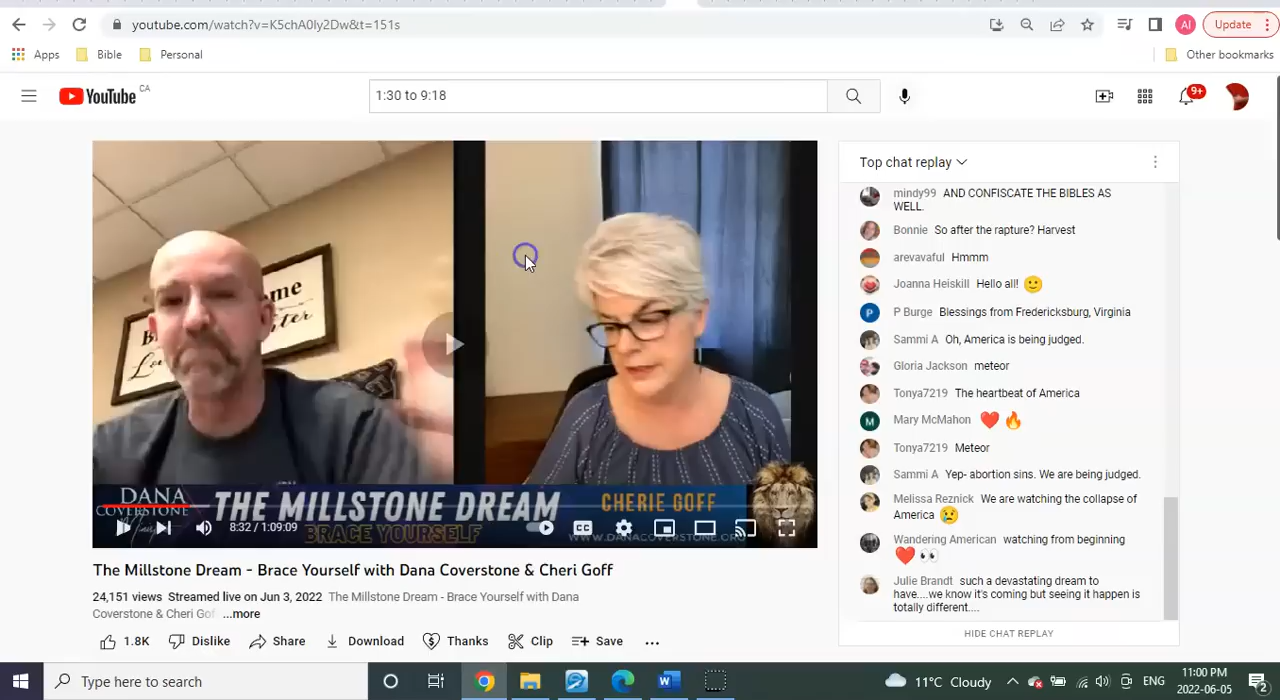 youtube.com/watch?v=K5chA0ly2Dw&t=151s
Update
Apps Bible Personal Other bookmarks
YouTube CA
1:30 to 9:18
9+
Top chat replay
mindy99 AND CONFISCATE THE BIBLES AS
WELL.
Bonnie So after the rapture? Harvest
arevavaful Hmmm
Joanna Heiskill Hello all!
P Burge Blessings from Fredericksburg, Virginia
Sammi A Oh, America is being judged.
Gloria Jackson meteor
Tonya7219 The heartbeat of America
Mary McMahon
Tonya7219 Meteor
Sammi A Yep- abortion sins. We are being judged.
Melissa Reznick We are watching the collapse of
America
Wandering American watching from beginning
Julie Brandt such a devastating dream to
have....we know it's coming but seeing it happen is
totally different....
HIDE CHAT REPLAY
DANA
COVERSTONE
THE MILLSTONE DREAM
CHERIE GOFF
BRACE YOURSELF
WWW.DANACOVERSTONE.ORG
8:32 / 1:09:09
CC
The Millstone Dream - Brace Yourself with Dana Coverstone & Cheri Goff
24,151 views Streamed live on Jun 3, 2022 The Millstone Dream - Brace Yourself with Dana
Coverstone & Cheri Gof ...more
1.8K Dislike Share Download Thanks Clip Save
Type here to search
11°C Cloudy
ENG
11:00 PM
2022-06-05